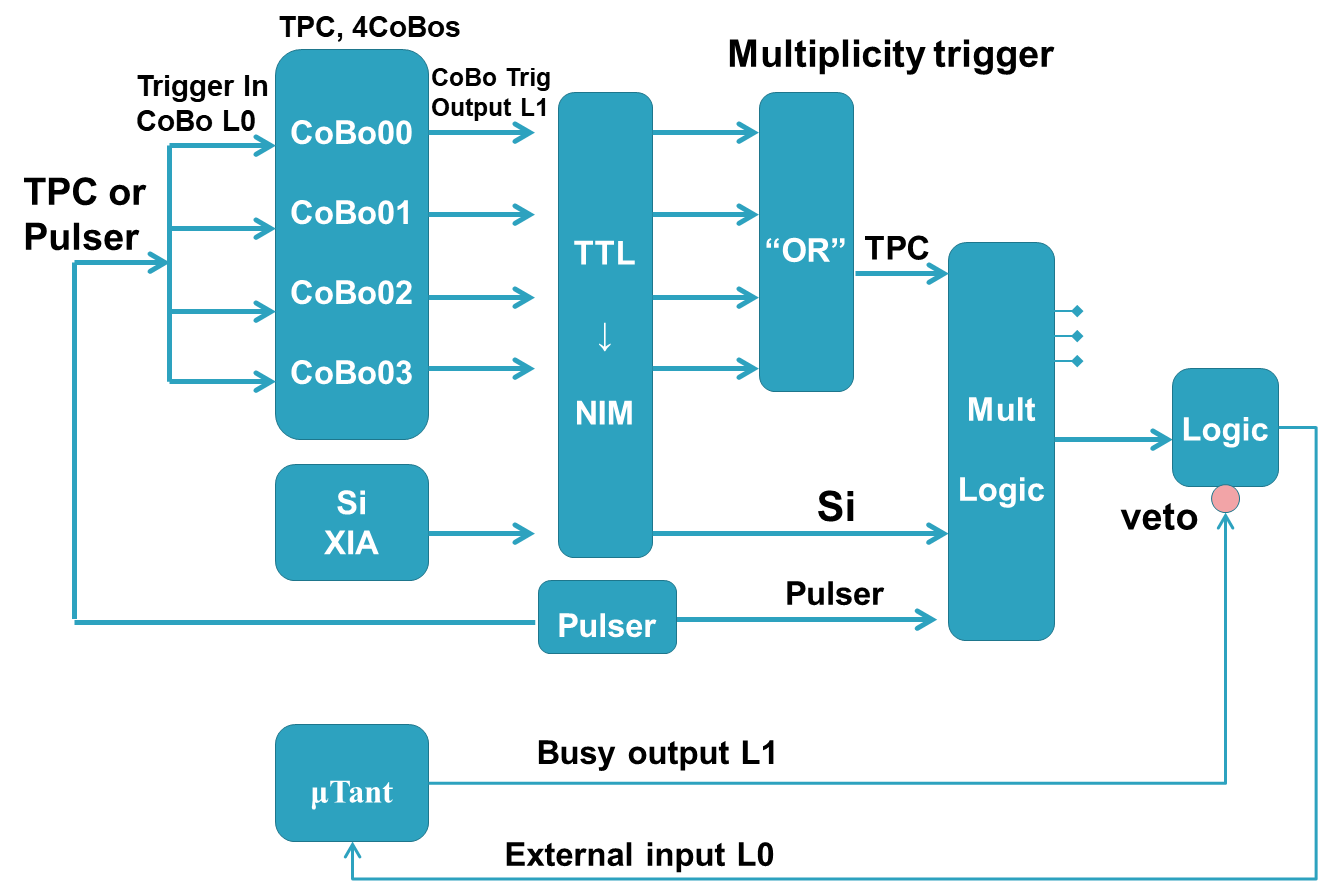 TPC, 4CoBos
Multiplicity trigger
Trigger In
CoBo L0
CoBo Trig
Output L1
CoBo00
CoBo01
CoBo02
CoBo03
TPC or
Pulser
TTL
↓
NIM
“OR”
TPC
Mult
Logic
Logic
veto
Si
XIA
Si
Pulser
Pulser
µTant
Busy output L1
External input L0